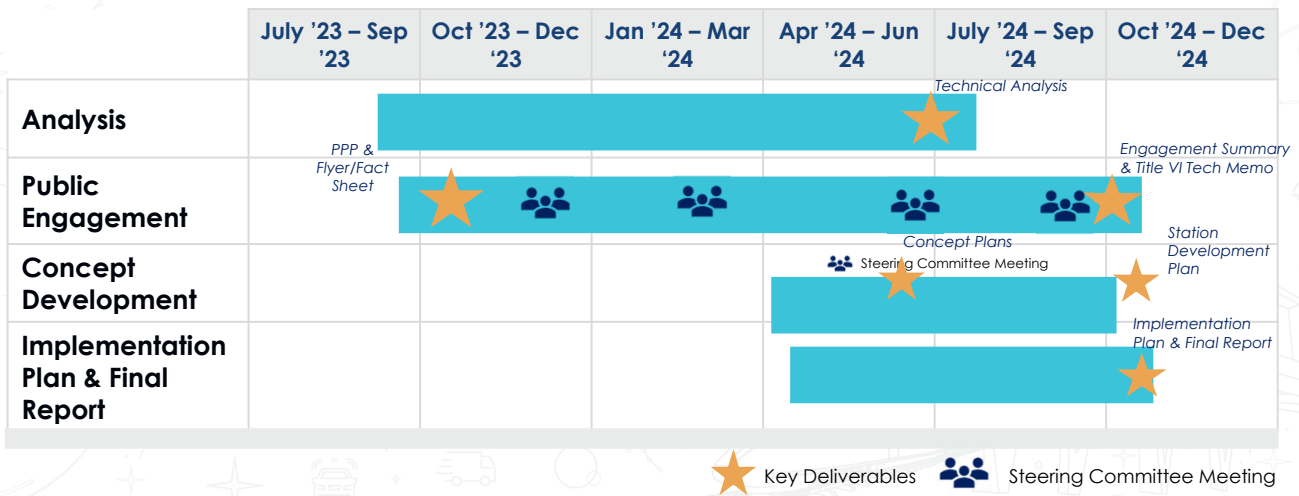 July ’23 – Sep
‘23
Oct ’23 – Dec
‘23
Jan ’24 – Mar
‘24
Apr ’24 – Jun
‘24
July ’24 – Sep
‘24
Oct ’24 – Dec
‘24
Analysis
Technical Analysis
Public
Engagement
PPP &
Flyer/Fact
Sheet
Engagement Summary
& Title VI Tech Memo
Concept
Development
Concept Plans
Steering Committee Meeting
Station
Development
Plan
Implementation
Plan & Final
Report
Implementation
Plan & Final Report
Key Deliverables
Steering Committee Meeting